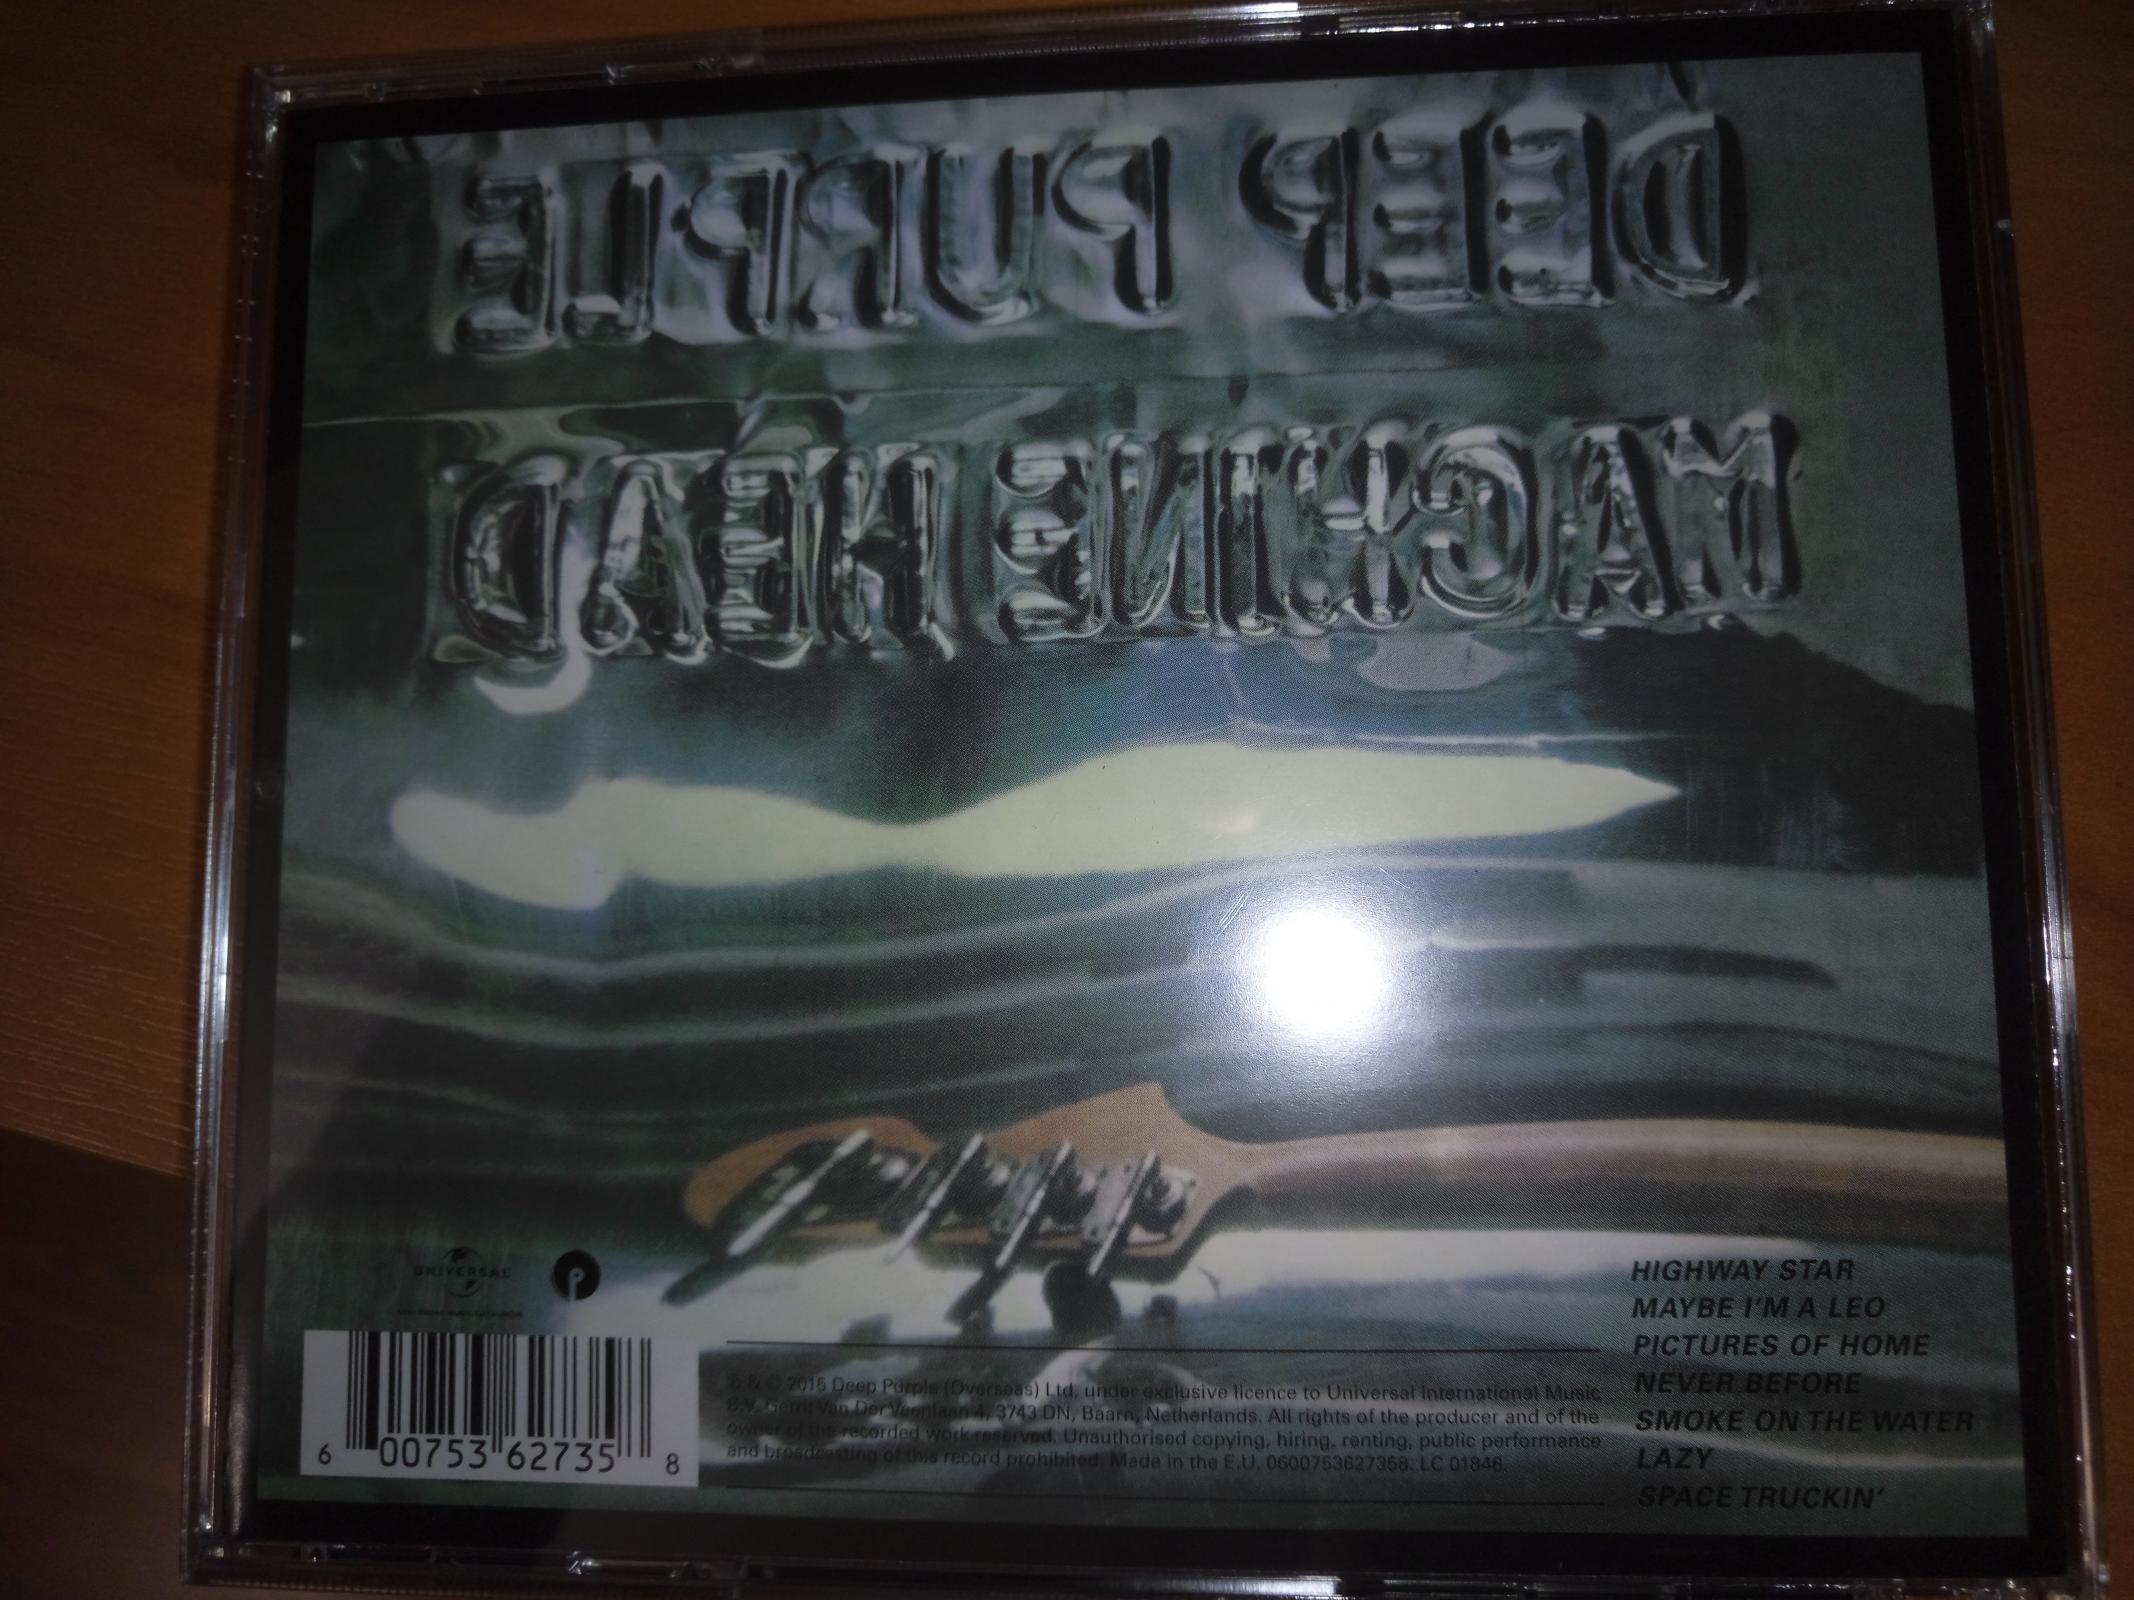 DEEP PURPLE
MACHINE HEAD
UNIVERSAL
P
HIGHWAY STAR
MAYBE I'M A LEO
PICTURES OF HOME
NEVER BEFORE
SMOKE ON THE WATER
LAZY
SPACE TRUCKIN'
℗ & © 2015 Deep Purple (Overseas) Ltd, under exclusive licence to Universal International Music
B.V. Gerrit Van Der Veenlaan 4, 3743 DN, Baarn, Netherlands. All rights of the producer and of the
owner of the recorded work reserved. Unauthorised copying, hiring, renting, public performance
and broadcasting of this record prohibited. Made in the E.U. 0600753627358. LC 01846.
6 00753 62735 8